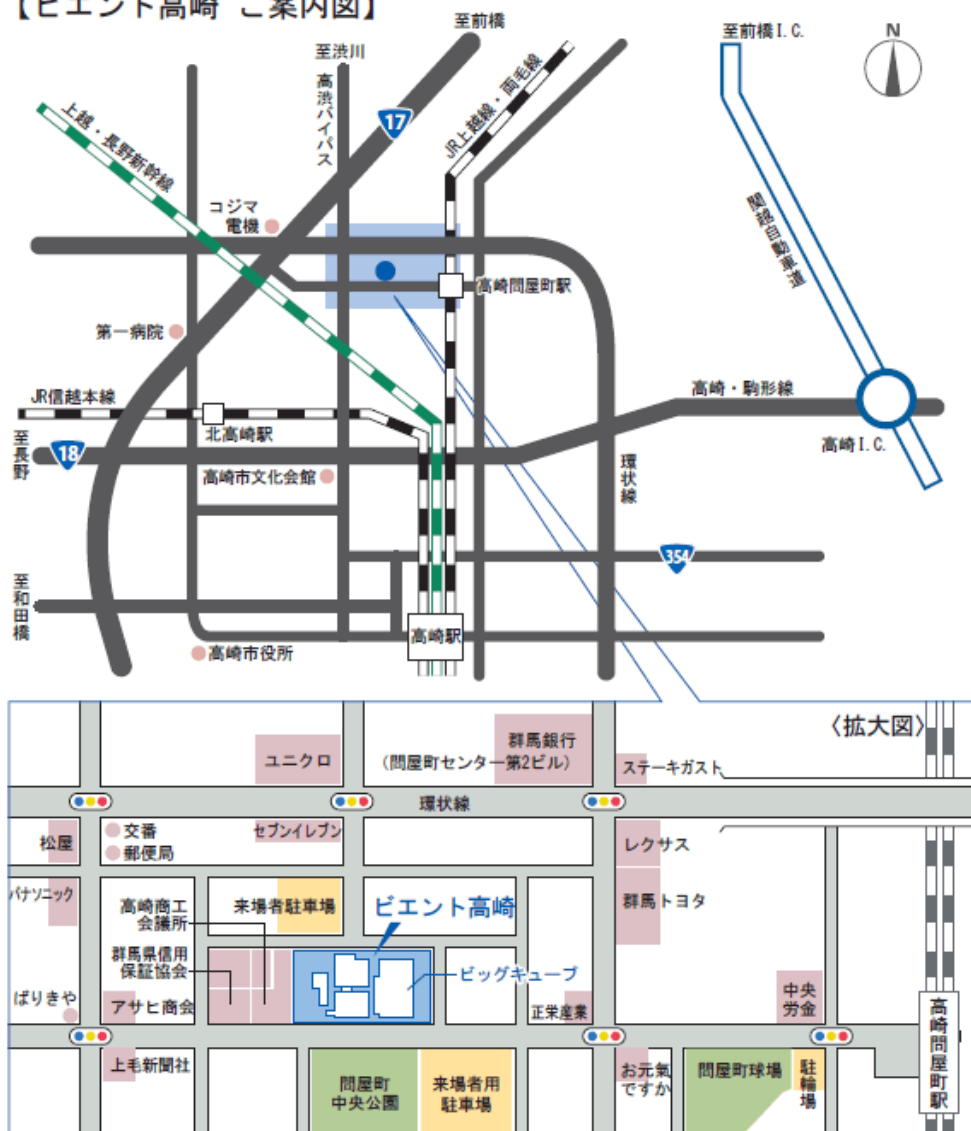 【ビエント高崎 ご案内図】
至前橋
至渋川
高渋バイパス
17
JR上越線・両毛線
至前橋I.C.
N
上越・長野新幹線
関越自動車道
コジマ
電機
高崎問屋町駅
第一病院
JR信越本線
北高崎駅
高崎・駒形線
至長野
18
高崎I.C.
高崎市文化会館
環状線
354
至和田橋
高崎駅
高崎市役所
〈拡大図〉
ユニクロ
群馬銀行
(問屋町センター第2ビル)
ステーキガスト
環状線
松屋
交番
郵便局
セブンイレブン
レクサス
パナソニック
高崎商工
会議所
来場者駐車場
ビエント高崎
群馬トヨタ
群馬県信用
保証協会
ビッグキューブ
ぱりきや
アサヒ商会
正栄産業
中央
労金
高崎問屋町駅
上毛新聞社
問屋町
中央公園
来場者用
駐車場
お元氣
ですか
問屋町球場
駐輪場